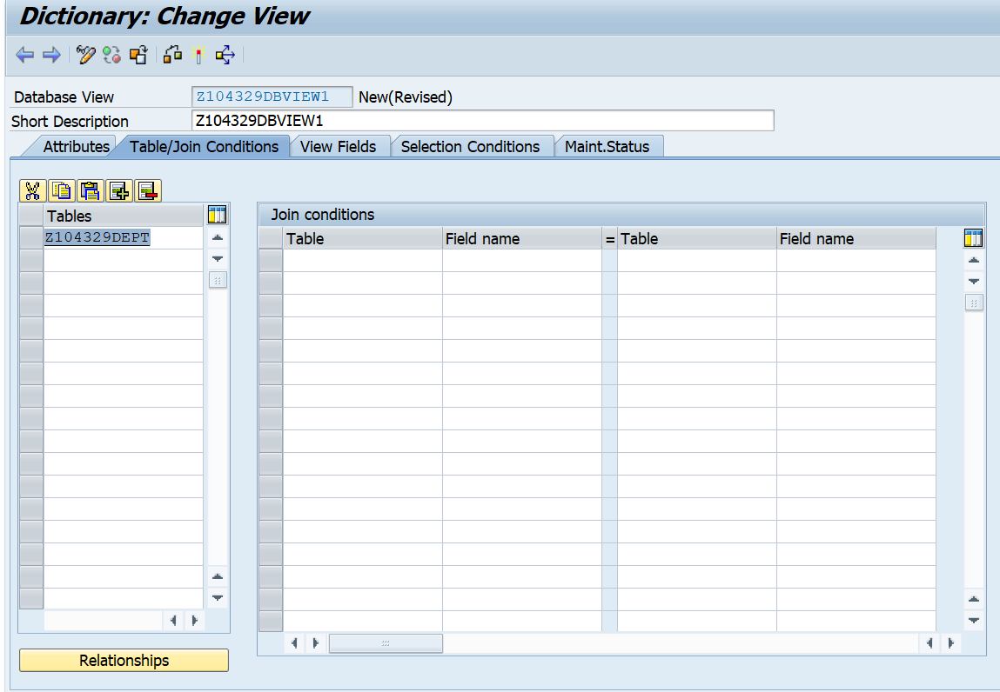 Dictionary: Change View
Database View Z104329DBVIEW1 New(Revised)
Short Description Z104329DBVIEW1
Attributes Table/Join Conditions View Fields Selection Conditions Maint.Status
Tables
Z104329DEPT
Join conditions
Table Field name = Table Field name
Relationships